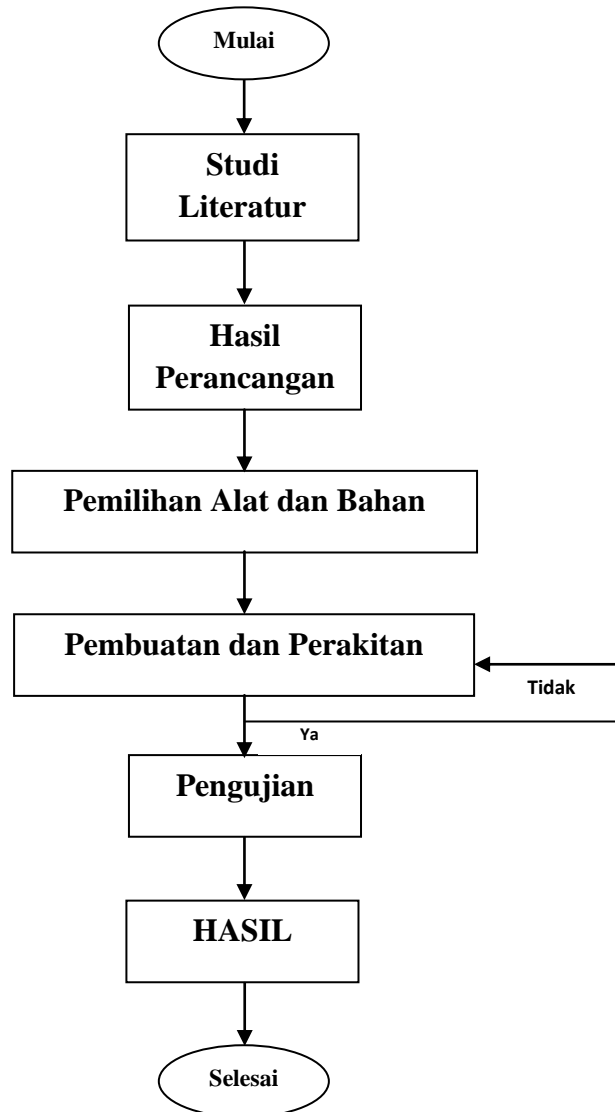 Mulai
Studi
Literatur
Hasil
Perancangan
Pemilihan Alat dan Bahan
Pembuatan dan Perakitan
Tidak
Ya
Pengujian
HASIL
Selesai